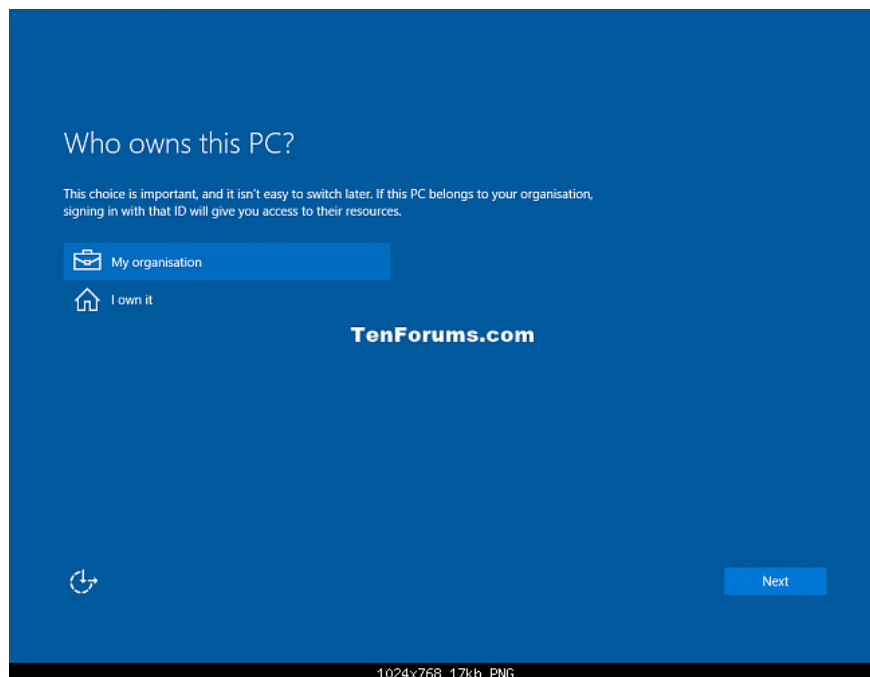 Who owns this PC?
This choice is important, and it isn't easy to switch later. If this PC belongs to your organisation,
signing in with that ID will give you access to their resources.
My organisation
I own it
TenForums.com
Next
1024x768 17kb PNG